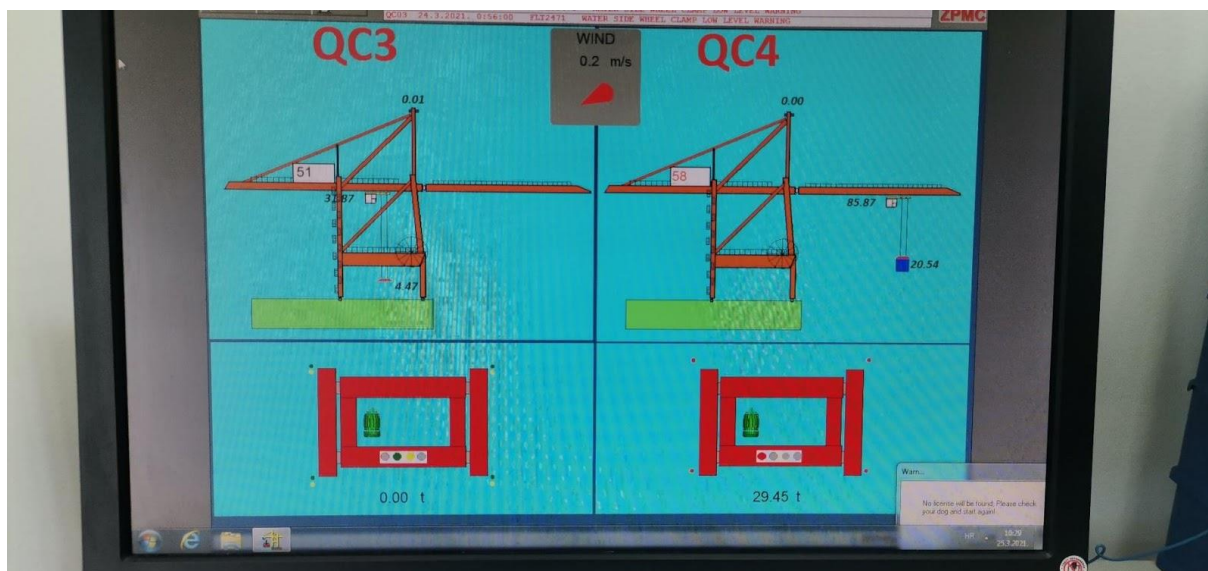 QC03 24.3.2021. 0:56:00 FLT2471 WATER SIDE WHEEL CLAMP LOW LEVEL WARNING
ZPMC
QC3
WIND
0.2 m/s
QC4
0.01
0.00
51
58
31.87
85.87
4.47
20.54
0.00 t
29.45 t
Warn...
No license will be found. Please check
your dog and start again!
HR
10:29
25.3.2021.